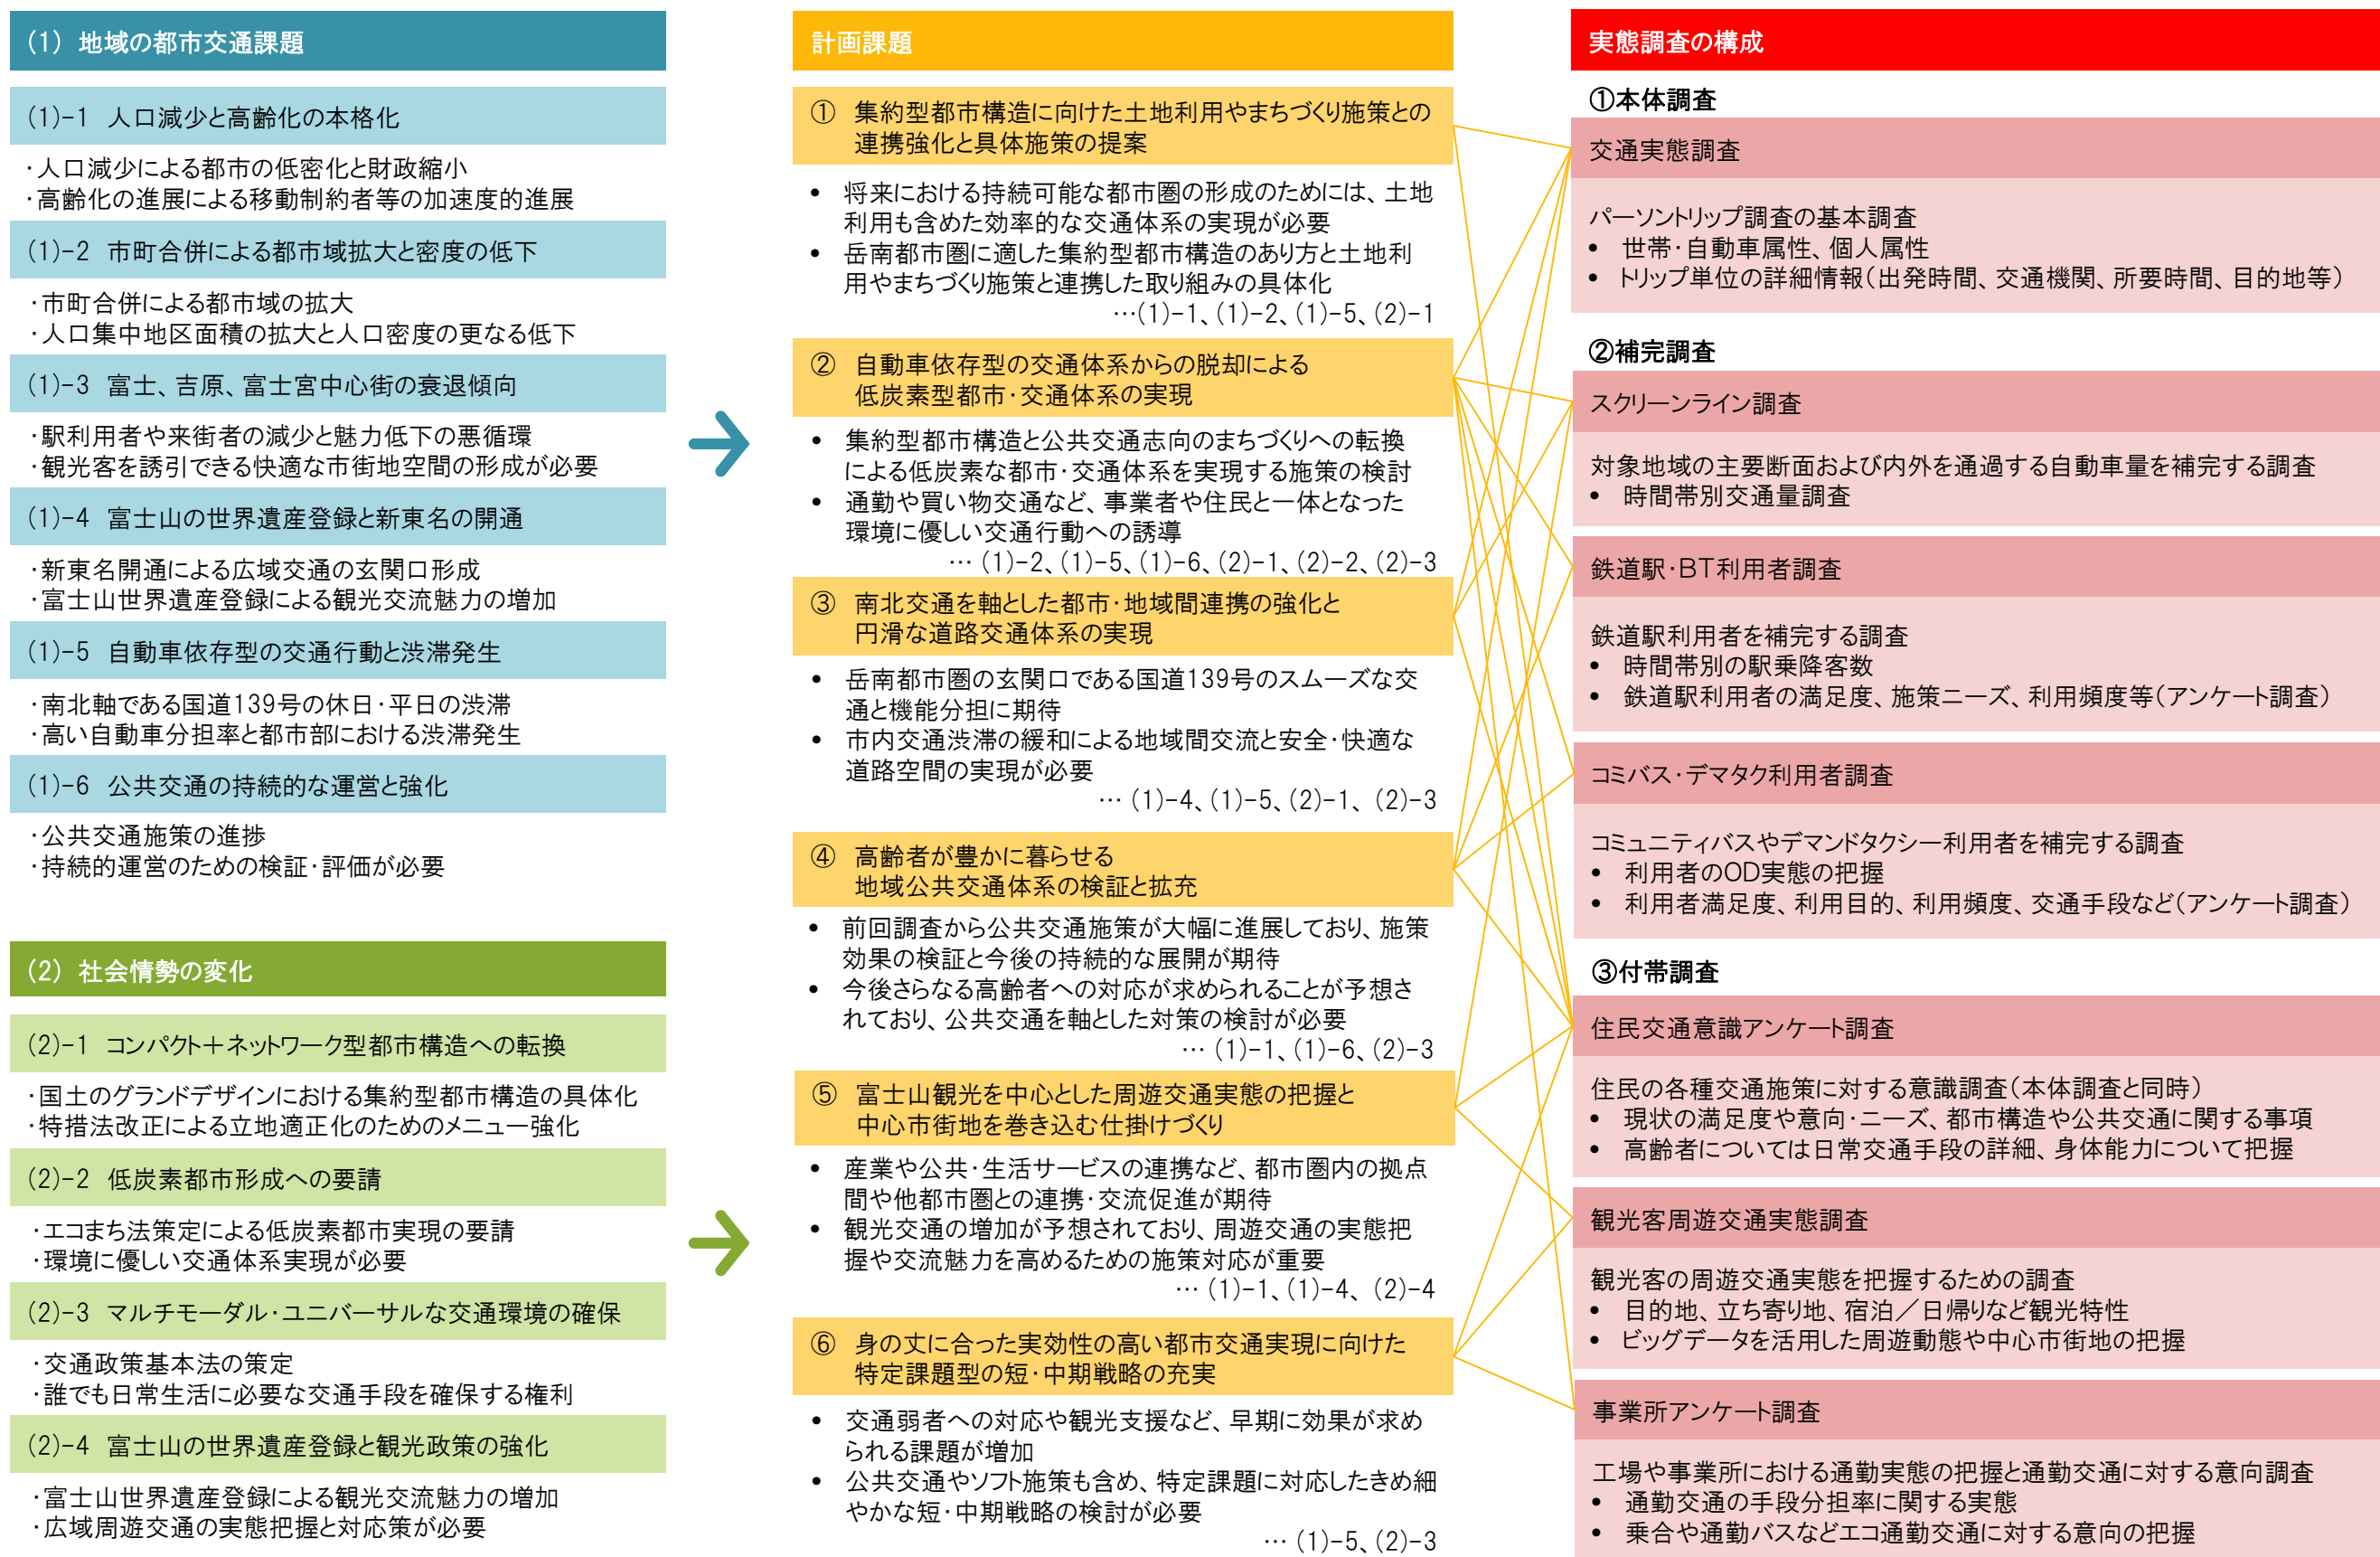 (1) 地域の都市交通課題
(1)-1 人口減少と高齢化の本格化
・人口減少による都市の低密化と財政縮小
・高齢化の進展による移動制約者等の加速度的進展
(1)-2 市町合併による都市域拡大と密度の低下
・市町合併による都市域の拡大
・人口集中地区面積の拡大と人口密度の更なる低下
(1)-3 富士、吉原、富士宮中心街の衰退傾向
・駅利用者や来街者の減少と魅力低下の悪循環
・観光客を誘引できる快適な市街地空間の形成が必要
(1)-4 富士山の世界遺産登録と新東名の開通
・新東名開通による広域交通の玄関口形成
・富士山世界遺産登録による観光交流魅力の増加
(1)-5 自動車依存型の交通行動と渋滞発生
・南北軸である国道139号の休日・平日の渋滞
・高い自動車分担率と都市部における渋滞発生
(1)-6 公共交通の持続的な運営と強化
・公共交通施策の進捗
・持続的運営のための検証・評価が必要
(2) 社会情勢の変化
(2)-1 コンパクト＋ネットワーク型都市構造への転換
・国土のグランドデザインにおける集約型都市構造の具体化
・特措法改正による立地適正化のためのメニュー強化
(2)-2 低炭素都市形成への要請
・エコまち法策定による低炭素都市実現の要請
・環境に優しい交通体系実現が必要
(2)-3 マルチモーダル・ユニバーサルな交通環境の確保
・交通政策基本法の策定
・誰でも日常生活に必要な交通手段を確保する権利
(2)-4 富士山の世界遺産登録と観光政策の強化
・富士山世界遺産登録による観光交流魅力の増加
・広域周遊交通の実態把握と対応策が必要
計画課題
① 集約型都市構造に向けた土地利用やまちづくり施策との
連携強化と具体施策の提案
• 将来における持続可能な都市圏の形成のためには、土地
利用も含めた効率的な交通体系の実現が必要
• 岳南都市圏に適した集約型都市構造のあり方と土地利
用やまちづくり施策と連携した取り組みの具体化
…(1)-1、(1)-2、(1)-5、(2)-1
② 自動車依存型の交通体系からの脱却による
低炭素型都市・交通体系の実現
• 集約型都市構造と公共交通志向のまちづくりへの転換
による低炭素な都市・交通体系を実現する施策の検討
• 通勤や買い物交通など、事業者や住民と一体となった
環境に優しい交通行動への誘導
… (1)-2、(1)-5、(1)-6、(2)-1、(2)-2、(2)-3
③ 南北交通を軸とした都市・地域間連携の強化と
円滑な道路交通体系の実現
• 岳南都市圏の玄関口である国道139号のスムーズな交
通と機能分担に期待
• 市内交通渋滞の緩和による地域間交流と安全・快適な
道路空間の実現が必要
… (1)-4、(1)-5、(2)-1、 (2)-3
④ 高齢者が豊かに暮らせる
地域公共交通体系の検証と拡充
• 前回調査から公共交通施策が大幅に進展しており、施策
効果の検証と今後の持続的な展開が期待
• 今後さらなる高齢者への対応が求められることが予想さ
れており、公共交通を軸とした対策の検討が必要
… (1)-1、(1)-6、(2)-3
⑤ 富士山観光を中心とした周遊交通実態の把握と
中心市街地を巻き込む仕掛けづくり
• 産業や公共・生活サービスの連携など、都市圏内の拠点
間や他都市圏との連携・交流促進が期待
• 観光交通の増加が予想されており、周遊交通の実態把
握や交流魅力を高めるための施策対応が重要
… (1)-1、(1)-4、 (2)-4
⑥ 身の丈に合った実効性の高い都市交通実現に向けた
特定課題型の短・中期戦略の充実
• 交通弱者への対応や観光支援など、早期に効果が求め
られる課題が増加
• 公共交通やソフト施策も含め、特定課題に対応したきめ細
やかな短・中期戦略の検討が必要
… (1)-5、(2)-3
実態調査の構成
①本体調査
交通実態調査
パーソントリップ調査の基本調査
• 世帯・自動車属性、個人属性
• トリップ単位の詳細情報（出発時間、交通機関、所要時間、目的地等）
②補完調査
スクリーンライン調査
対象地域の主要断面および内外を通過する自動車量を補完する調査
• 時間帯別交通量調査
鉄道駅・BT利用者調査
鉄道駅利用者を補完する調査
• 時間帯別の駅乗降客数
• 鉄道駅利用者の満足度、施策ニーズ、利用頻度等（アンケート調査）
コミバス・デマタク利用者調査
コミュニティバスやデマンドタクシー利用者を補完する調査
• 利用者のOD実態の把握
• 利用者満足度、利用目的、利用頻度、交通手段など（アンケート調査）
③付帯調査
住民交通意識アンケート調査
住民の各種交通施策に対する意識調査（本体調査と同時）
• 現状の満足度や意向・ニーズ、都市構造や公共交通に関する事項
• 高齢者については日常交通手段の詳細、身体能力について把握
観光客周遊交通実態調査
観光客の周遊交通実態を把握するための調査
• 目的地、立ち寄り地、宿泊／日帰りなど観光特性
• ビッグデータを活用した周遊動態や中心市街地の把握
事業所アンケート調査
工場や事業所における通勤実態の把握と通勤交通に対する意向調査
• 通勤交通の手段分担率に関する実態
• 乗合や通勤バスなどエコ通勤交通に対する意向の把握